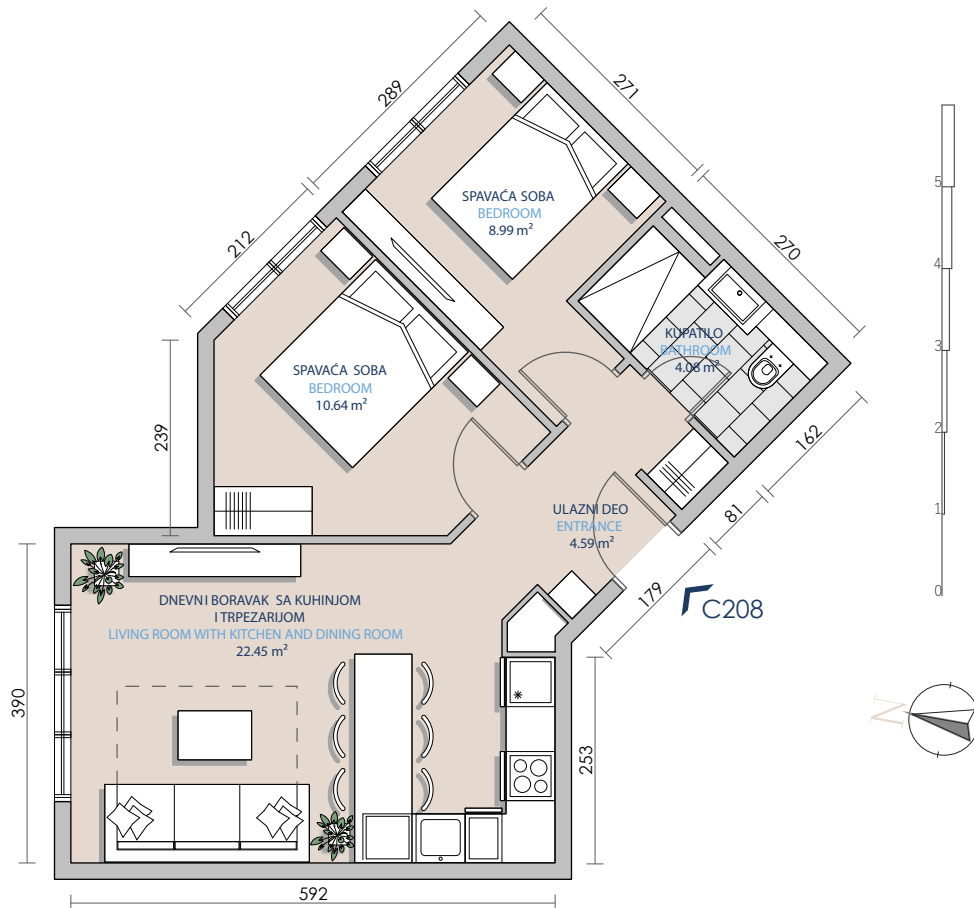 289
271
212
270
SPAVAĆA SOBA
BEDROOM
8.99 m²
SPAVAĆA SOBA
BEDROOM
10.64 m²
KUPATILO
BATHROOM
4.08 m²
239
162
81
179
ULAZNI DEO
ENTRANCE
4.59 m²
C208
DNEVNI BORAVAK SA KUHINJOM
I TRPEZARIJOM
LIVING ROOM WITH KITCHEN AND DINING ROOM
22.45 m²
390
253
592
5
4
3
2
1
0
N